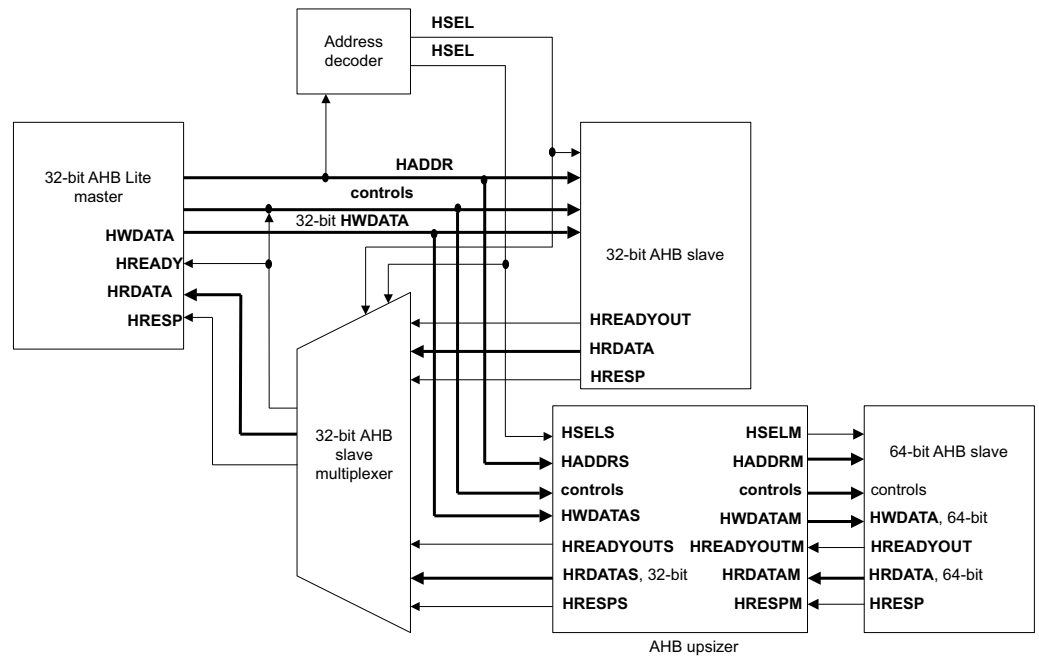 HSEL
Address
decoder
HSEL
32-bit AHB Lite
master
HADDR
controls
32-bit HWDATA
HWDATA
HREADY
HRDATA
HRESP
32-bit AHB slave
HREADYOUT
HRDATA
HRESP
32-bit AHB
slave
multiplexer
HSELS
HADDRS
controls
HWDATAS
HREADYOUTS
HRDATAS, 32-bit
HRESPS
HSELM
HADDRM
controls
HWDATAM
HREADYOUTM
HRDATAM
HRESPM
64-bit AHB slave
controls
HWDATA, 64-bit
HREADYOUT
HRDATA, 64-bit
HRESP
AHB upsizer